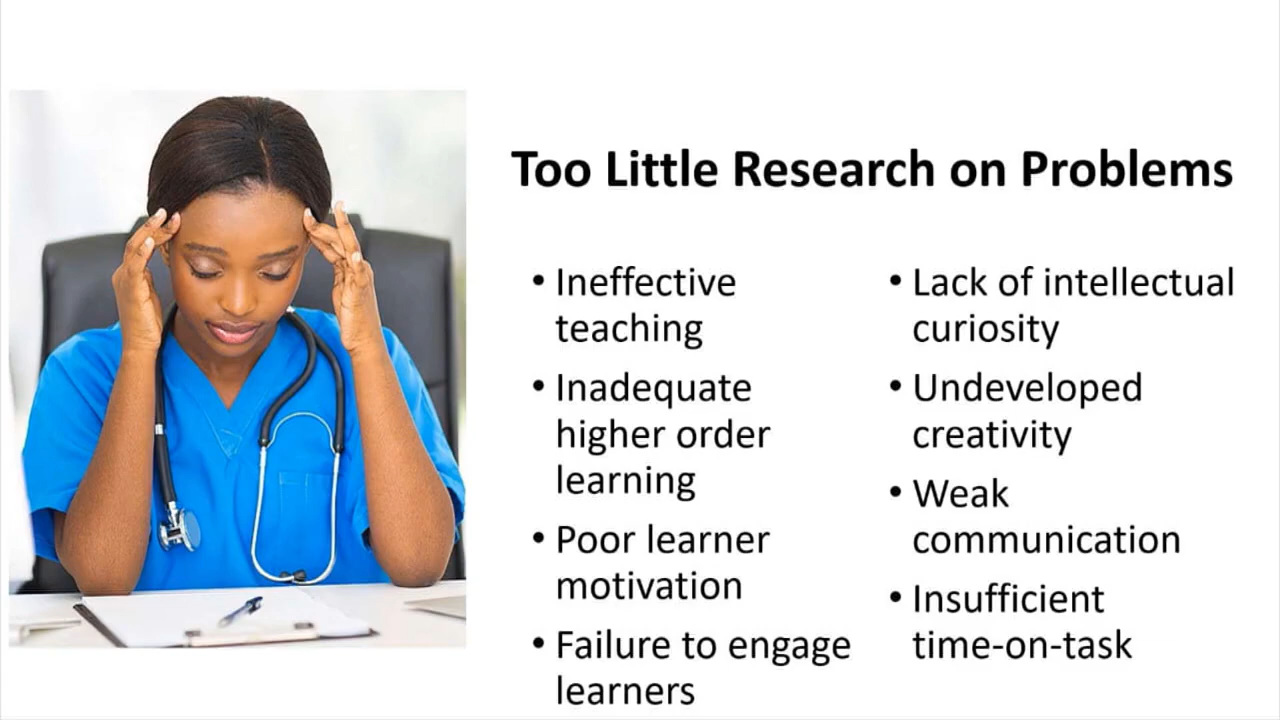 Too Little Research on Problems
• Ineffective
teaching
• Inadequate
higher order
learning
• Poor learner
motivation
• Failure to engage
learners
• Lack of intellectual
curiosity
• Undeveloped
creativity
• Weak
communication
• Insufficient
time-on-task